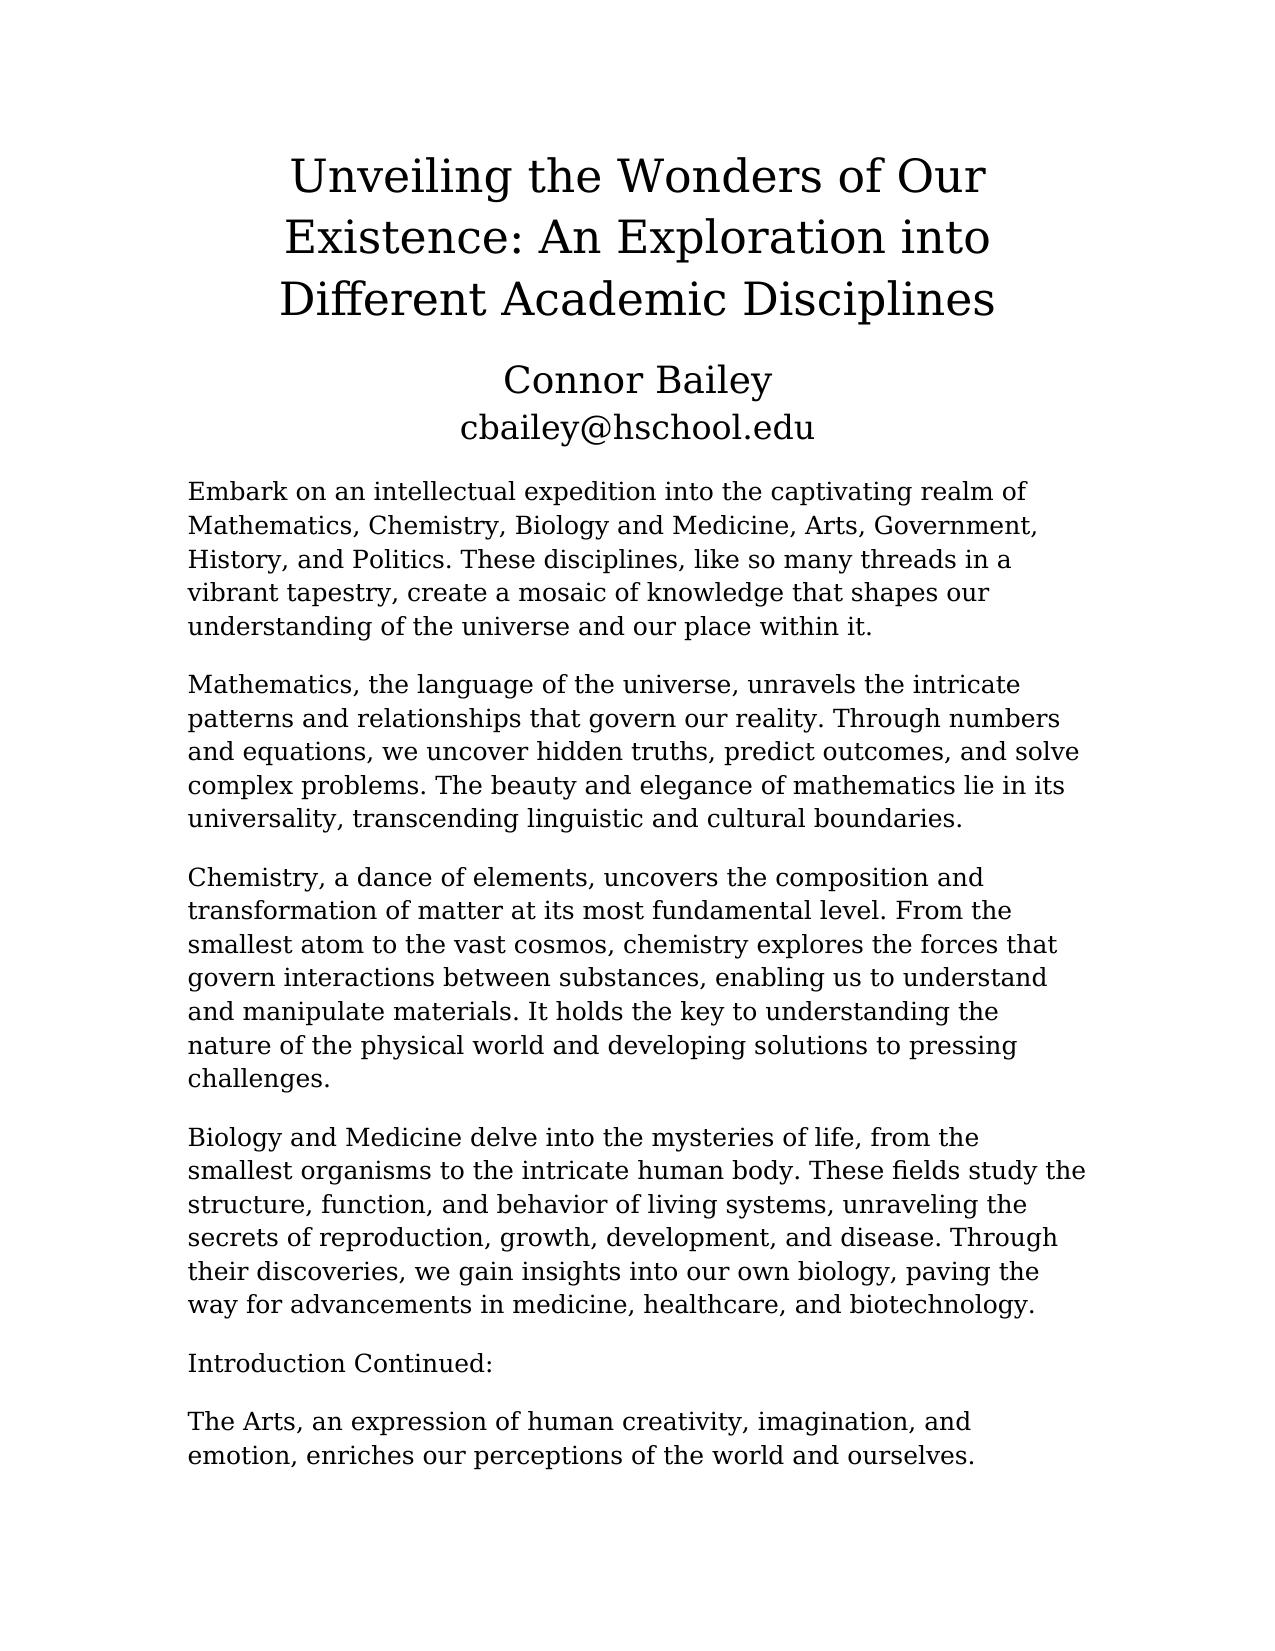 Unveiling the Wonders of Our
Existence: An Exploration into
Different Academic Disciplines
Connor Bailey
cbailey@hschool.edu
Embark on an intellectual expedition into the captivating realm of
Mathematics, Chemistry, Biology and Medicine, Arts, Government,
History, and Politics. These disciplines, like so many threads in a
vibrant tapestry, create a mosaic of knowledge that shapes our
understanding of the universe and our place within it.
Mathematics, the language of the universe, unravels the intricate
patterns and relationships that govern our reality. Through numbers
and equations, we uncover hidden truths, predict outcomes, and solve
complex problems. The beauty and elegance of mathematics lie in its
universality, transcending linguistic and cultural boundaries.
Chemistry, a dance of elements, uncovers the composition and
transformation of matter at its most fundamental level. From the
smallest atom to the vast cosmos, chemistry explores the forces that
govern interactions between substances, enabling us to understand
and manipulate materials. It holds the key to understanding the
nature of the physical world and developing solutions to pressing
challenges.
Biology and Medicine delve into the mysteries of life, from the
smallest organisms to the intricate human body. These fields study the
structure, function, and behavior of living systems, unraveling the
secrets of reproduction, growth, development, and disease. Through
their discoveries, we gain insights into our own biology, paving the
way for advancements in medicine, healthcare, and biotechnology.
Introduction Continued:
The Arts, an expression of human creativity, imagination, and
emotion, enriches our perceptions of the world and ourselves.